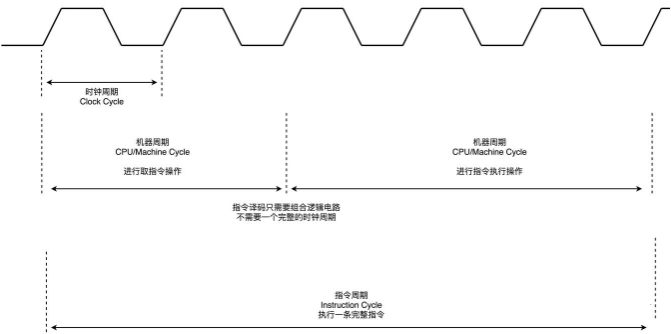 时钟周期
Clock Cycle
机器周期
CPU/Machine Cycle
进行取指令操作
机器周期
CPU/Machine Cycle
进行指令执行操作
指令译码只需要组合逻辑电路
不需要一个完整的时钟周期
指令周期
Instruction Cycle
执行一条完整指令